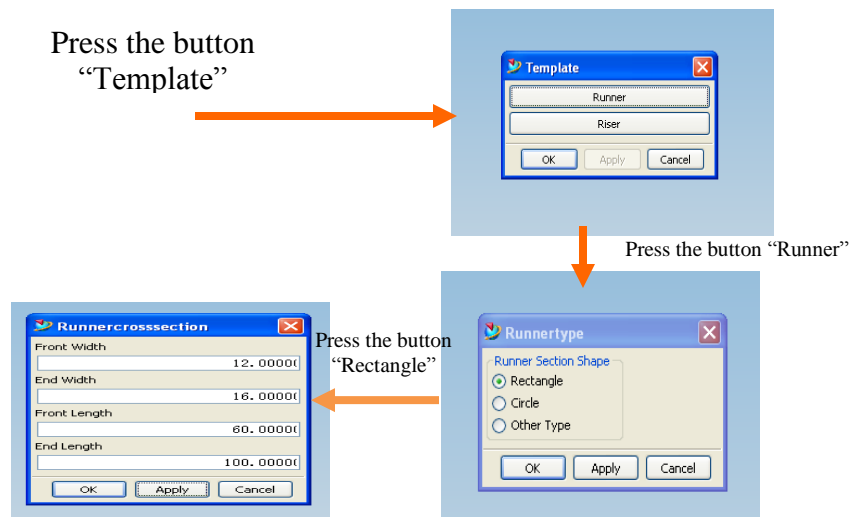 Press the button
“Template”
Template
Runner
Riser
OK Apply Cancel
Press the button “Runner”
Runnertype
Runner Section Shape
Rectangle
Circle
Other Type
OK Apply Cancel
Press the button
“Rectangle”
Runnercrosssection
Front Width
12.0000(
End Width
16.0000(
Front Length
60.0000(
End Length
100.0000(
OK Apply Cancel